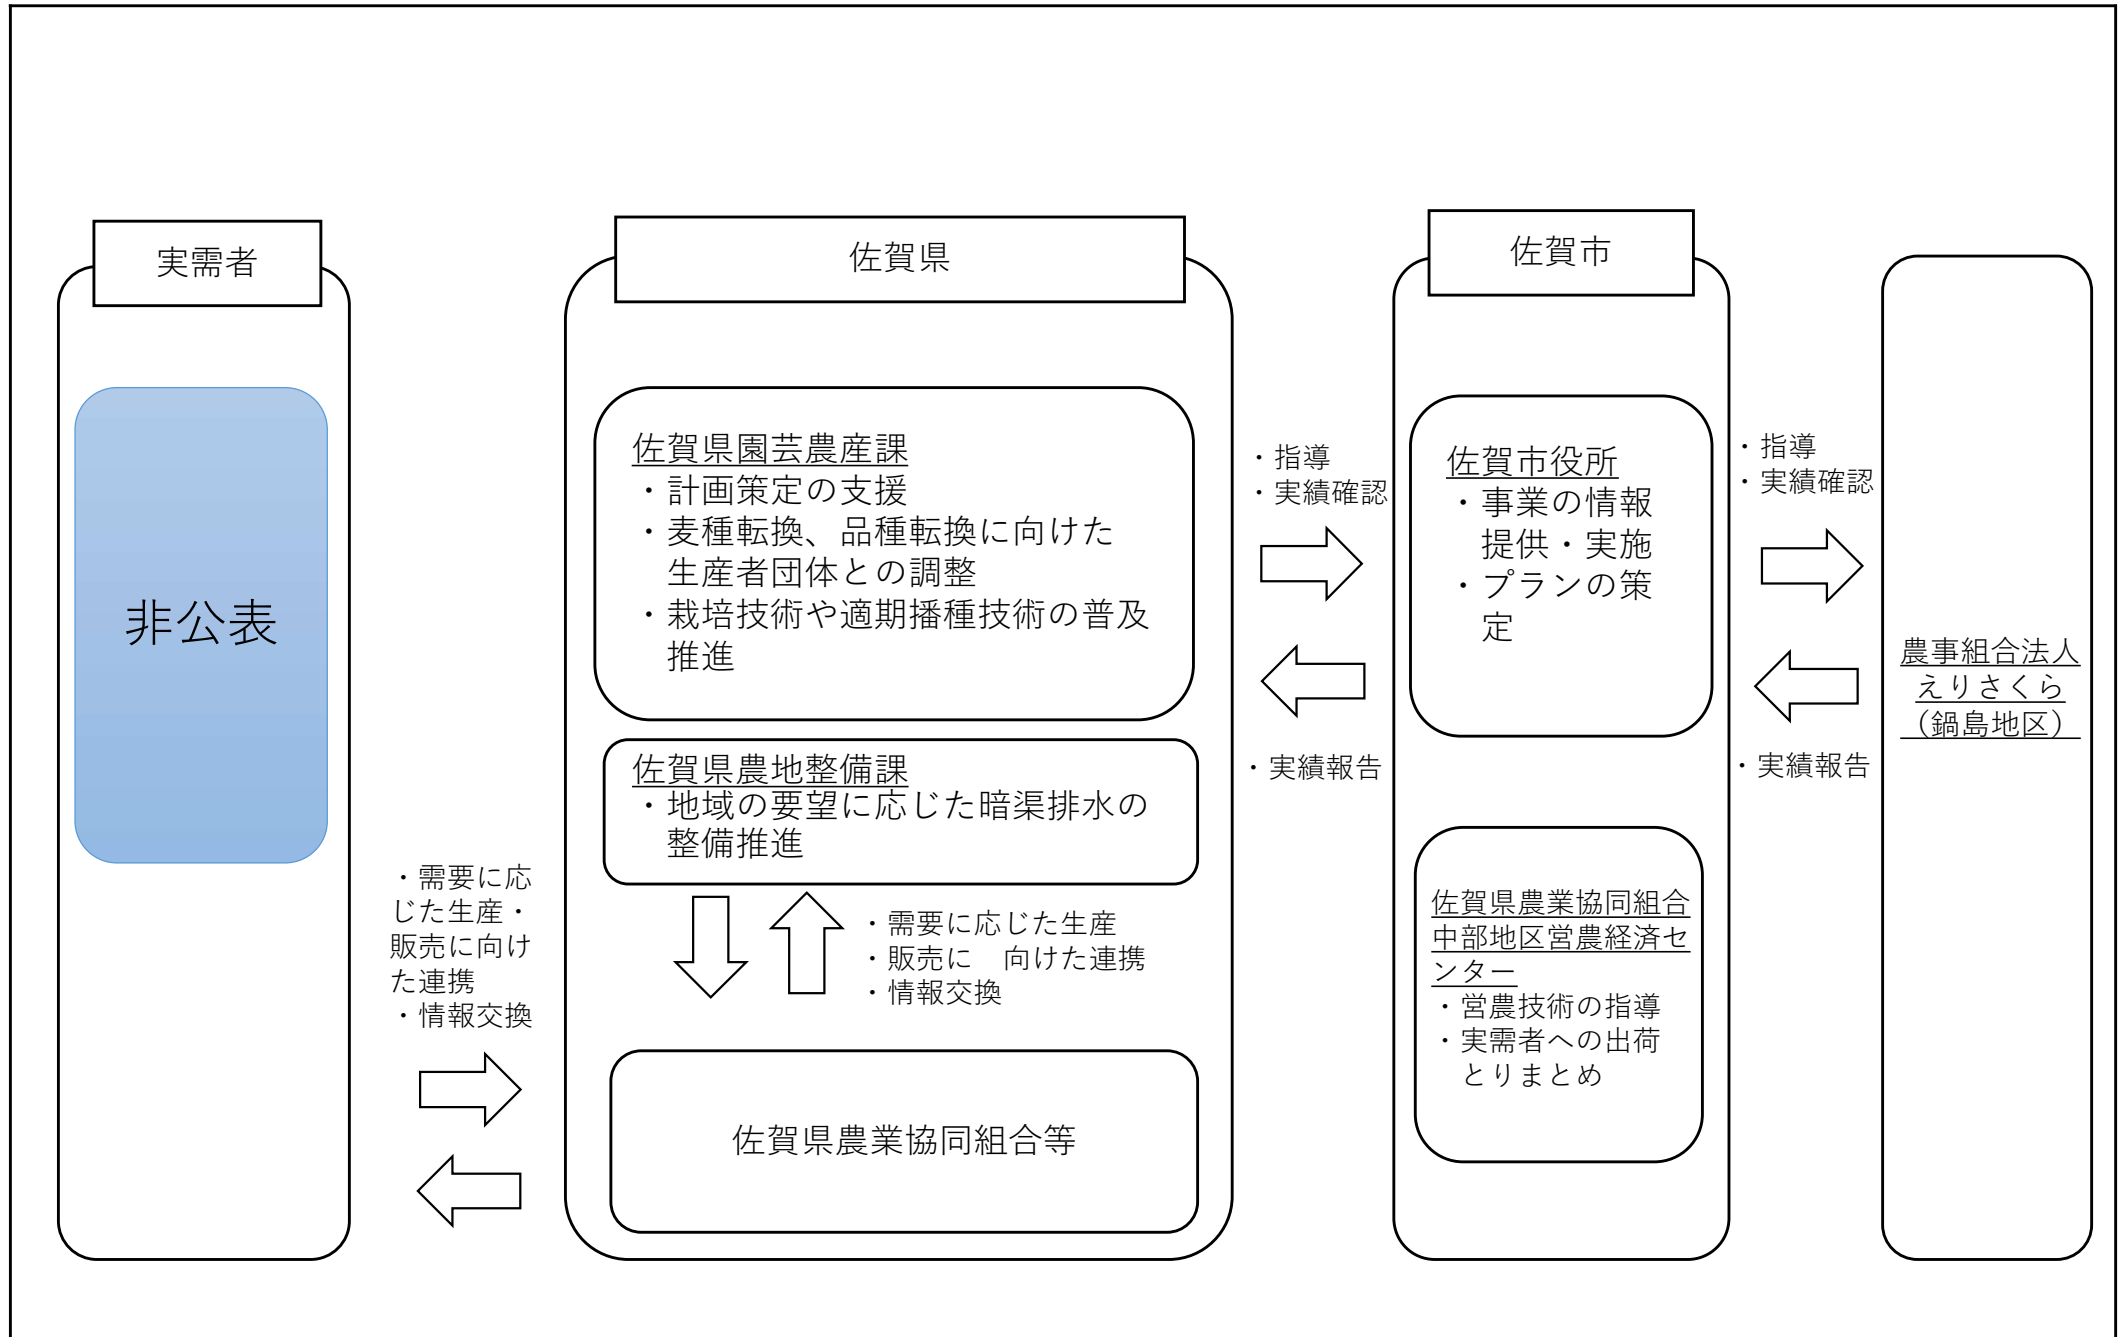 実需者
非公表
・需要に応
じた生産・
販売に向け
た連携
・情報交換
佐賀県
佐賀県園芸農産課
・計画策定の支援
・麦種転換、品種転換に向けた
生産者団体との調整
・栽培技術や適期播種技術の普及
推進
佐賀県農地整備課
・地域の要望に応じた暗渠排水の
整備推進
・需要に応じた生産
・販売に　向けた連携
・情報交換
佐賀県農業協同組合等
・指導
・実績確認
・実績報告
佐賀市
佐賀市役所
・事業の情報
提供・実施
・プランの策
定
佐賀県農業協同組合
中部地区営農経済セ
ンター
・営農技術の指導
・実需者への出荷
とりまとめ
・指導
・実績確認
・実績報告
農事組合法人
えりさくら
（鍋島地区）